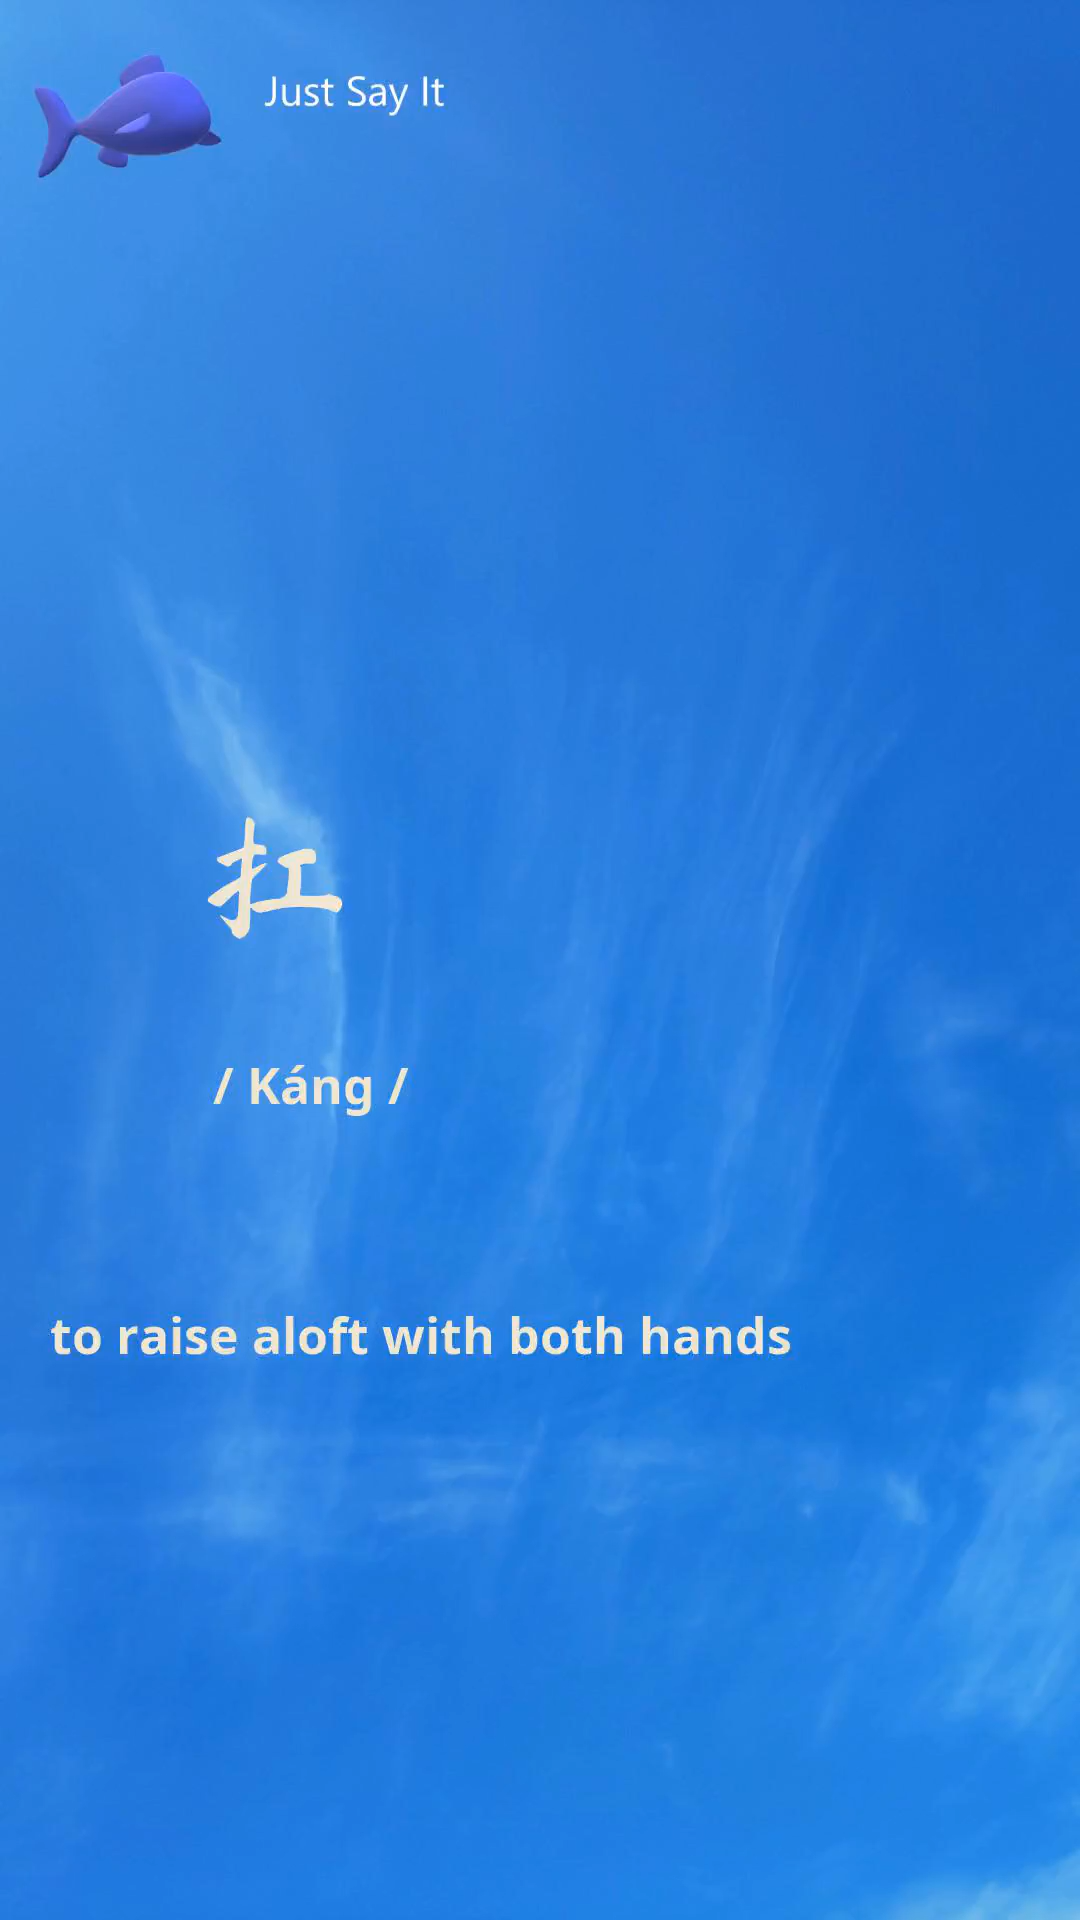 Just Say It
扛
/ Káng /
to raise aloft with both hands